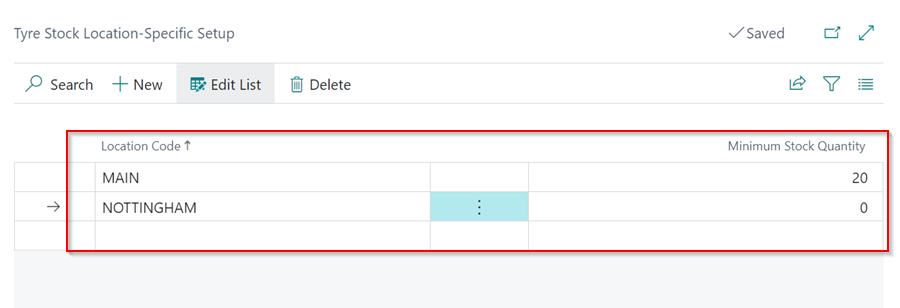 Tyre Stock Location-Specific Setup Saved
Search New Edit List Delete
Location Code ↑ Minimum Stock Quantity
MAIN 20
NOTTINGHAM 0